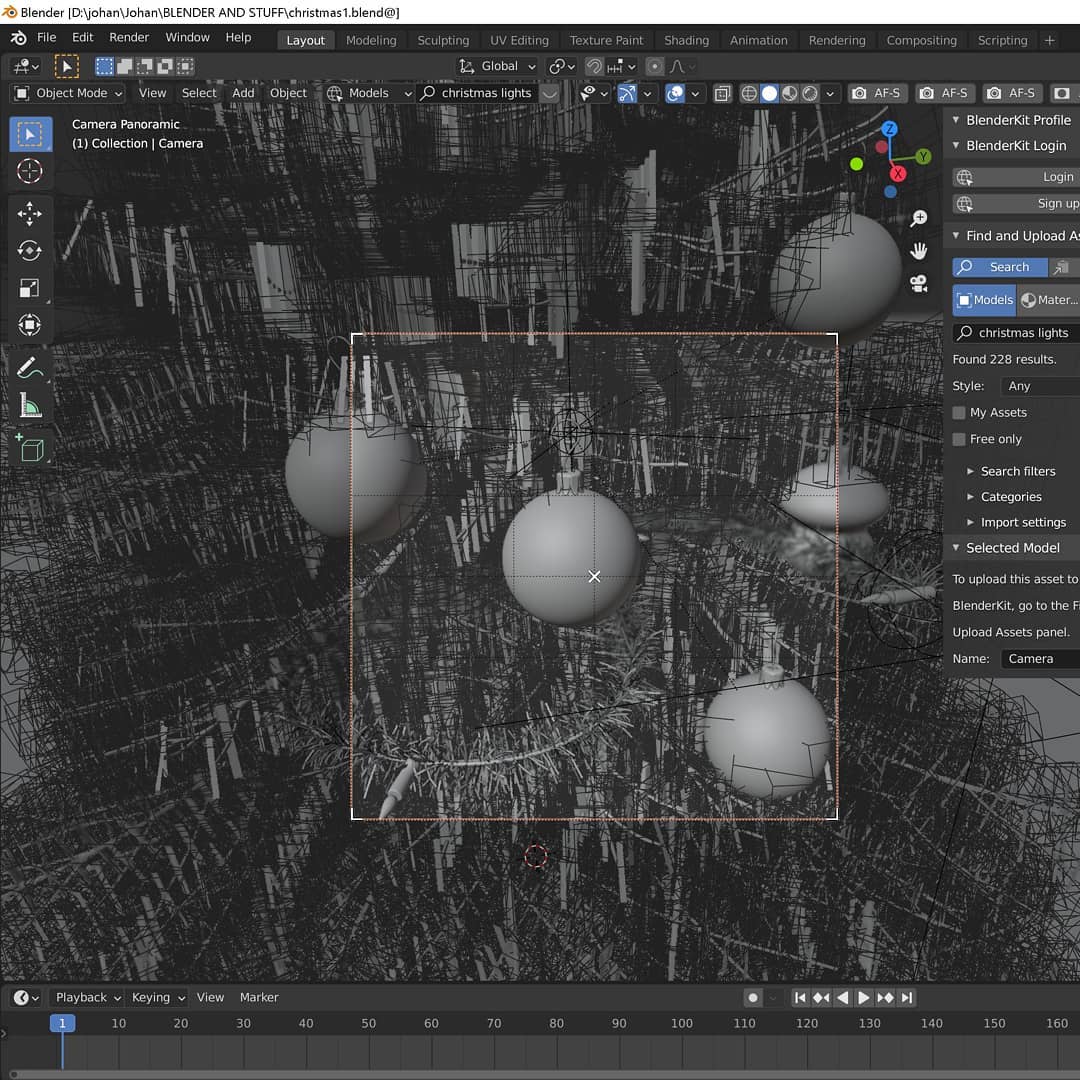 Blender [D:\johan\Johan\BLENDER AND STUFF\christmas1.blend@]
File Edit Render Window Help Layout Modeling Sculpting UV Editing Texture Paint Shading Animation Rendering Compositing Scripting +
Global
Object Mode View Select Add Object Models christmas lights AF-S AF-S AF-S
Camera Panoramic
(1) Collection | Camera
Z
Y
X
BlenderKit Profile
BlenderKit Login
Login
Sign up
Find and Upload As
Search
Models Mater...
christmas lights
Found 228 results.
Style: Any
My Assets
Free only
Search filters
Categories
Import settings
Selected Model
To upload this asset to
BlenderKit, go to the Fi
Upload Assets panel.
Name: Camera
Playback Keying View Marker
1 10 20 30 40 50 60 70 80 90 100 110 120 130 140 150 160